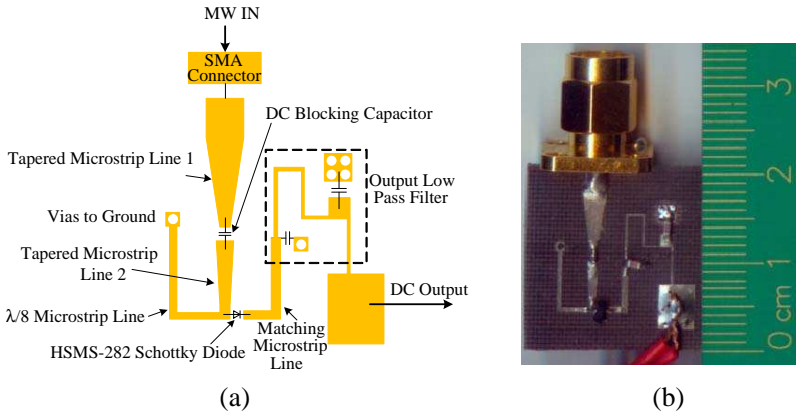 MW IN
SMA
Connector
DC Blocking Capacitor
Tapered Microstrip Line 1
Output Low
Pass Filter
Vias to Ground
Tapered Microstrip
Line 2
DC Output
λ/8 Microstrip Line
Matching
Microstrip
Line
HSMS-282 Schottky Diode
(a)
3
2
1
0 cm
(b)